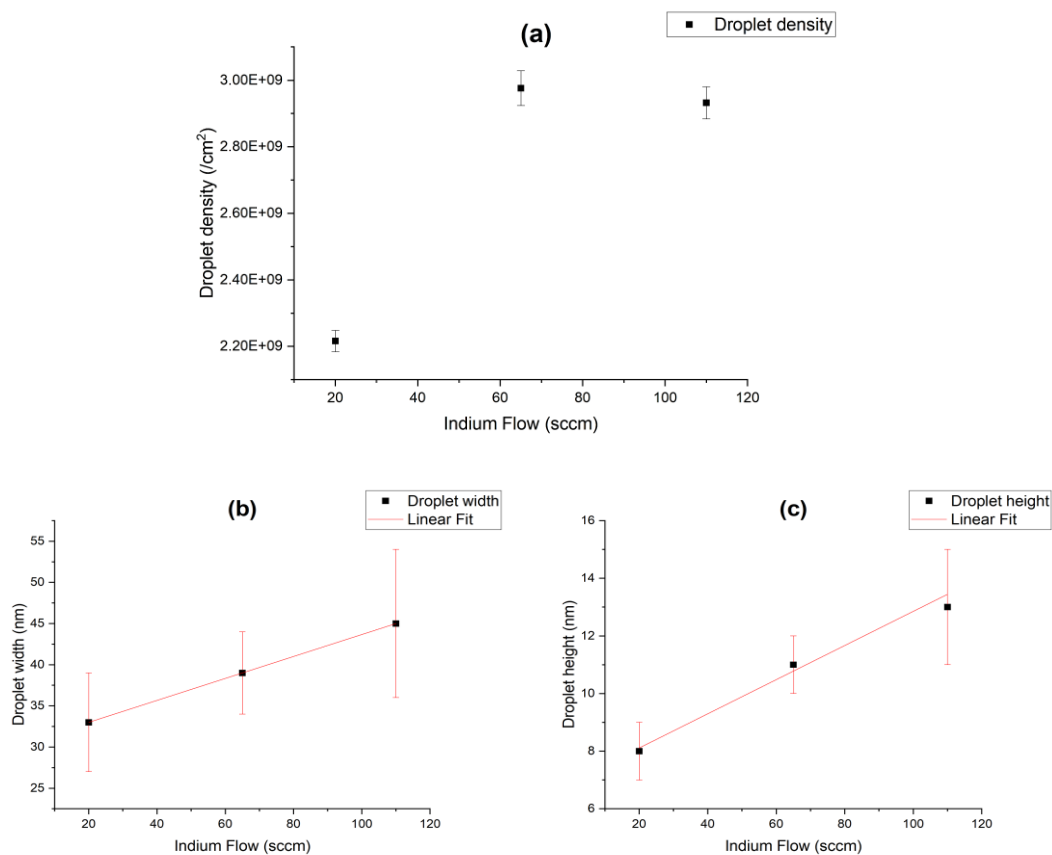 (a)
Droplet density
Droplet density (/cm²)
3.00E+09
2.80E+09
2.60E+09
2.40E+09
2.20E+09
20 40 60 80 100 120
Indium Flow (sccm)
(b)
Droplet width
Linear Fit
Droplet width (nm)
55
50
45
40
35
30
25
20 40 60 80 100 120
Indium Flow (sccm)
(c)
Droplet height
Linear Fit
Droplet height (nm)
16
14
12
10
8
6
20 40 60 80 100 120
Indium Flow (sccm)